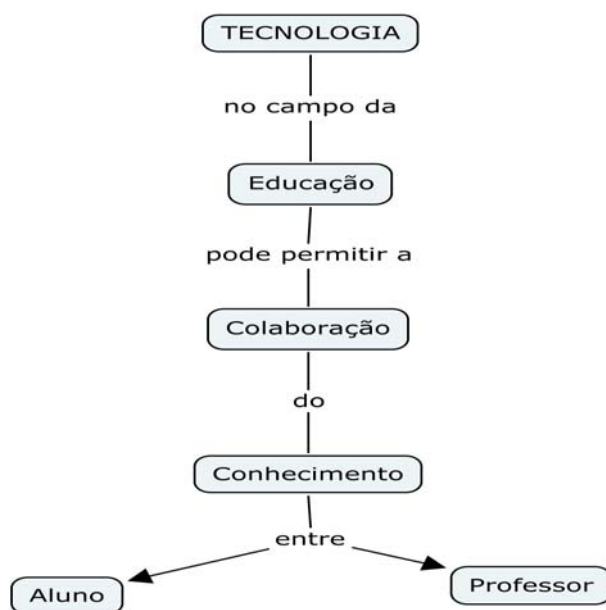 TECNOLOGIA
no campo da
Educação
pode permitir a
Colaboração
do
Conhecimento
entre
Aluno
Professor